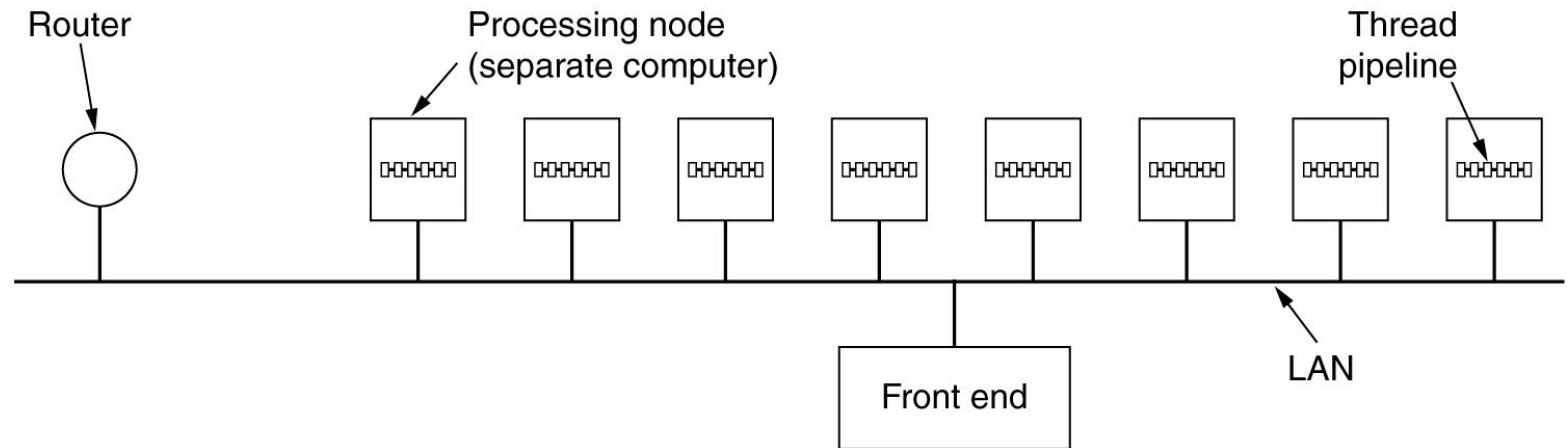 Router
Processing node
(separate computer)
Thread
pipeline
LAN
Front end